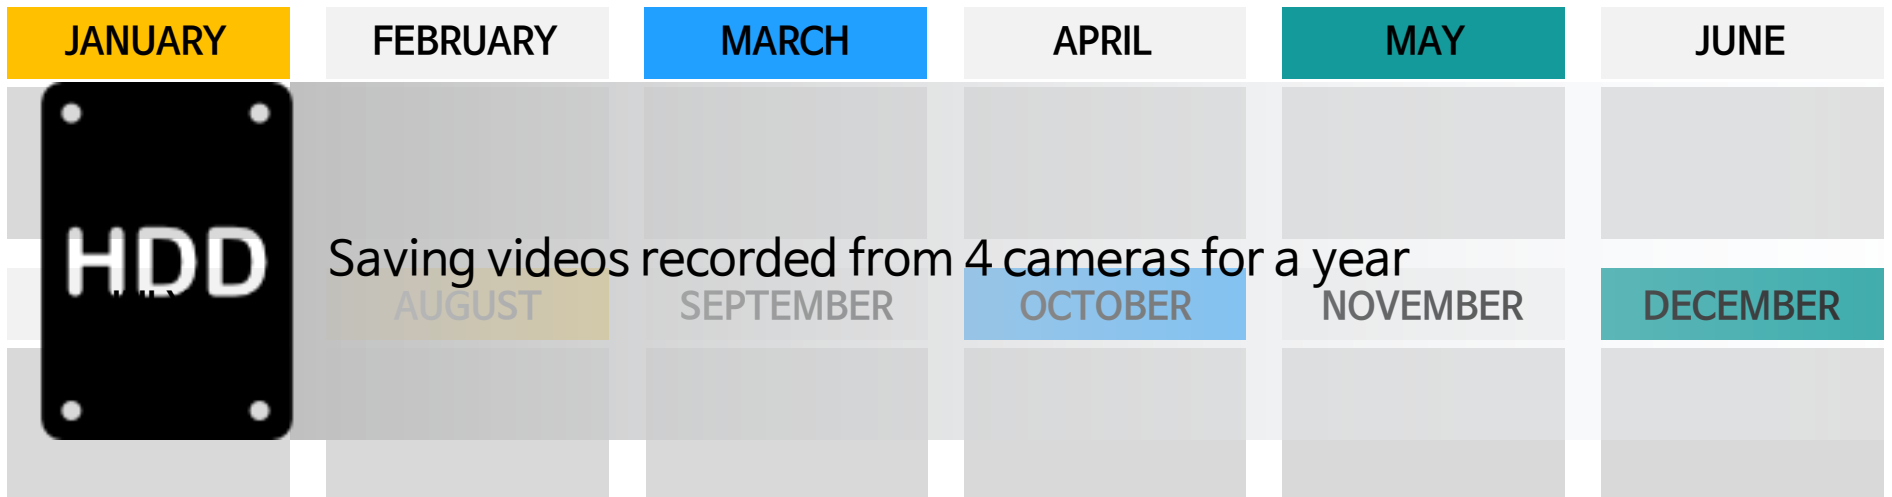 JANUARY FEBRUARY MARCH APRIL MAY JUNE
HDD
Saving videos recorded from 4 cameras for a year
AUGUST SEPTEMBER OCTOBER NOVEMBER DECEMBER